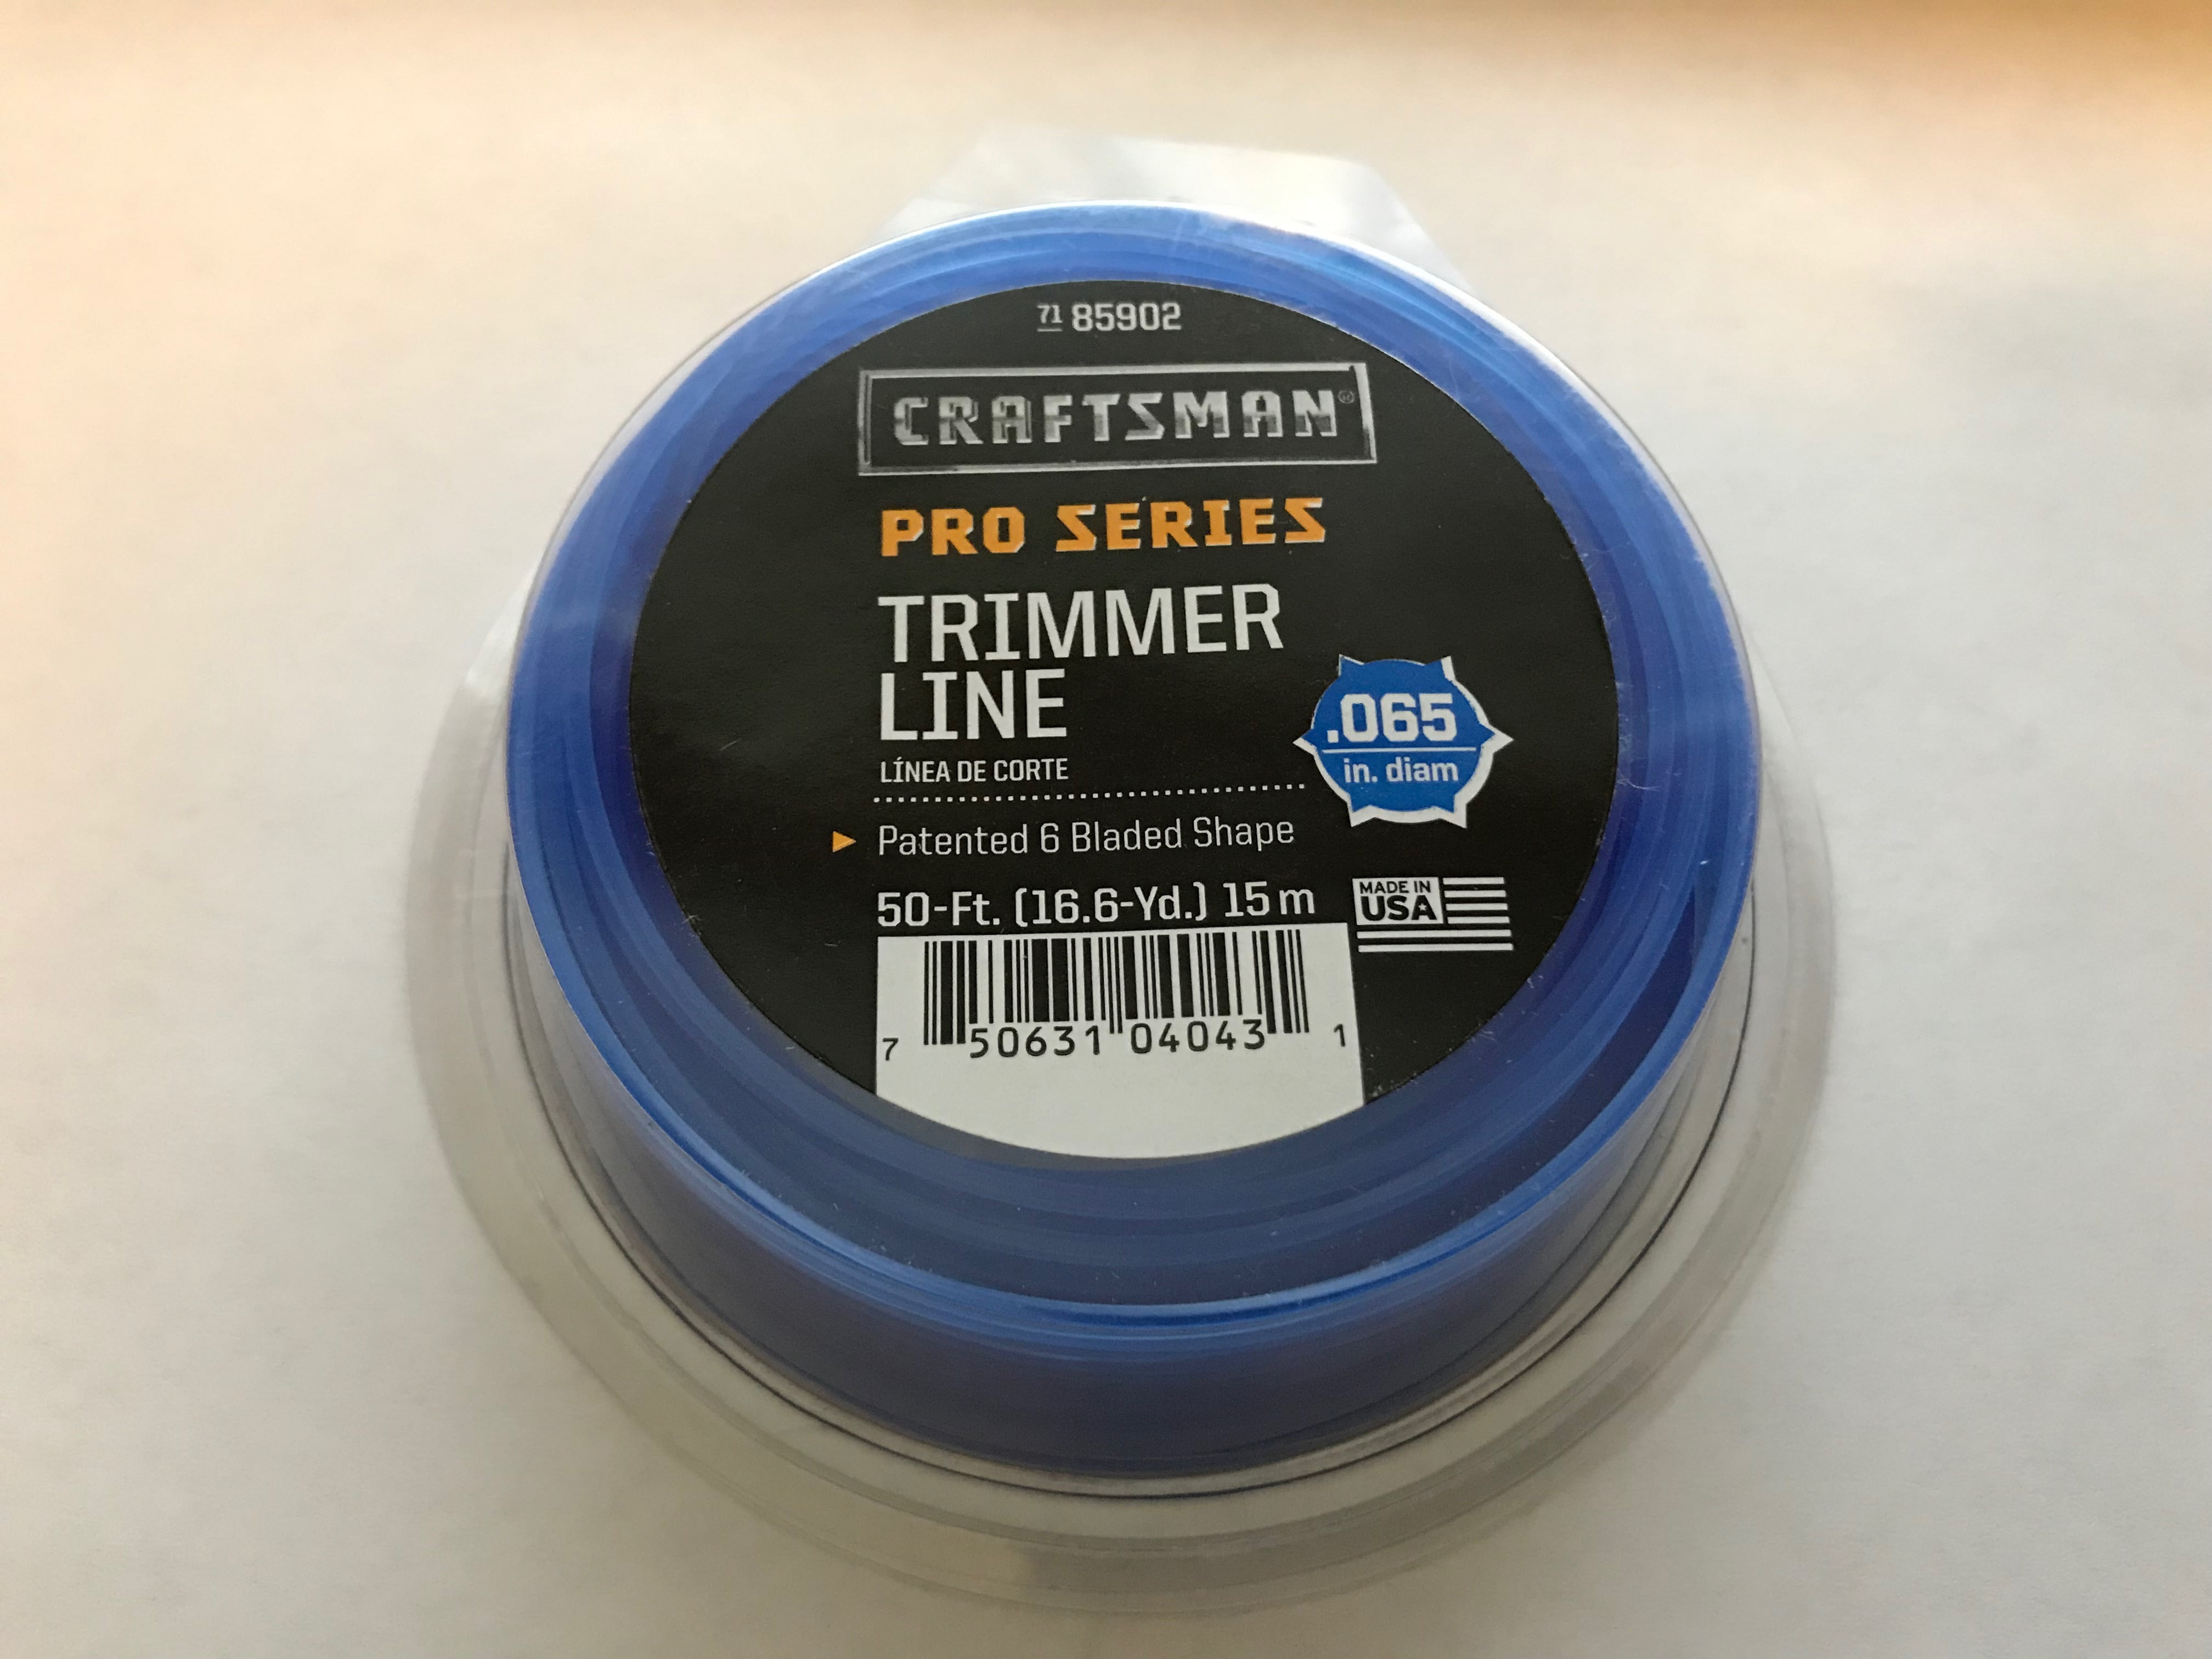 71 85902
CRAFTSMAN®
PRO SERIES
TRIMMER
LINE
LÍNEA DE CORTE
.065
in. diam
Patented 6 Bladed Shape
50-Ft. (16.6-Yd.) 15 m
MADE IN
USA
7 50631 04043 1